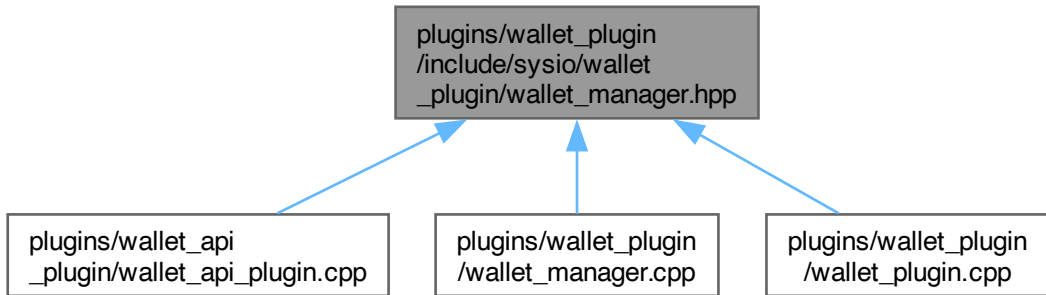 plugins/wallet_plugin
/include/sysio/wallet
_plugin/wallet_manager.hpp
plugins/wallet_api
_plugin/wallet_api_plugin.cpp
plugins/wallet_plugin
/wallet_manager.cpp
plugins/wallet_plugin
/wallet_plugin.cpp